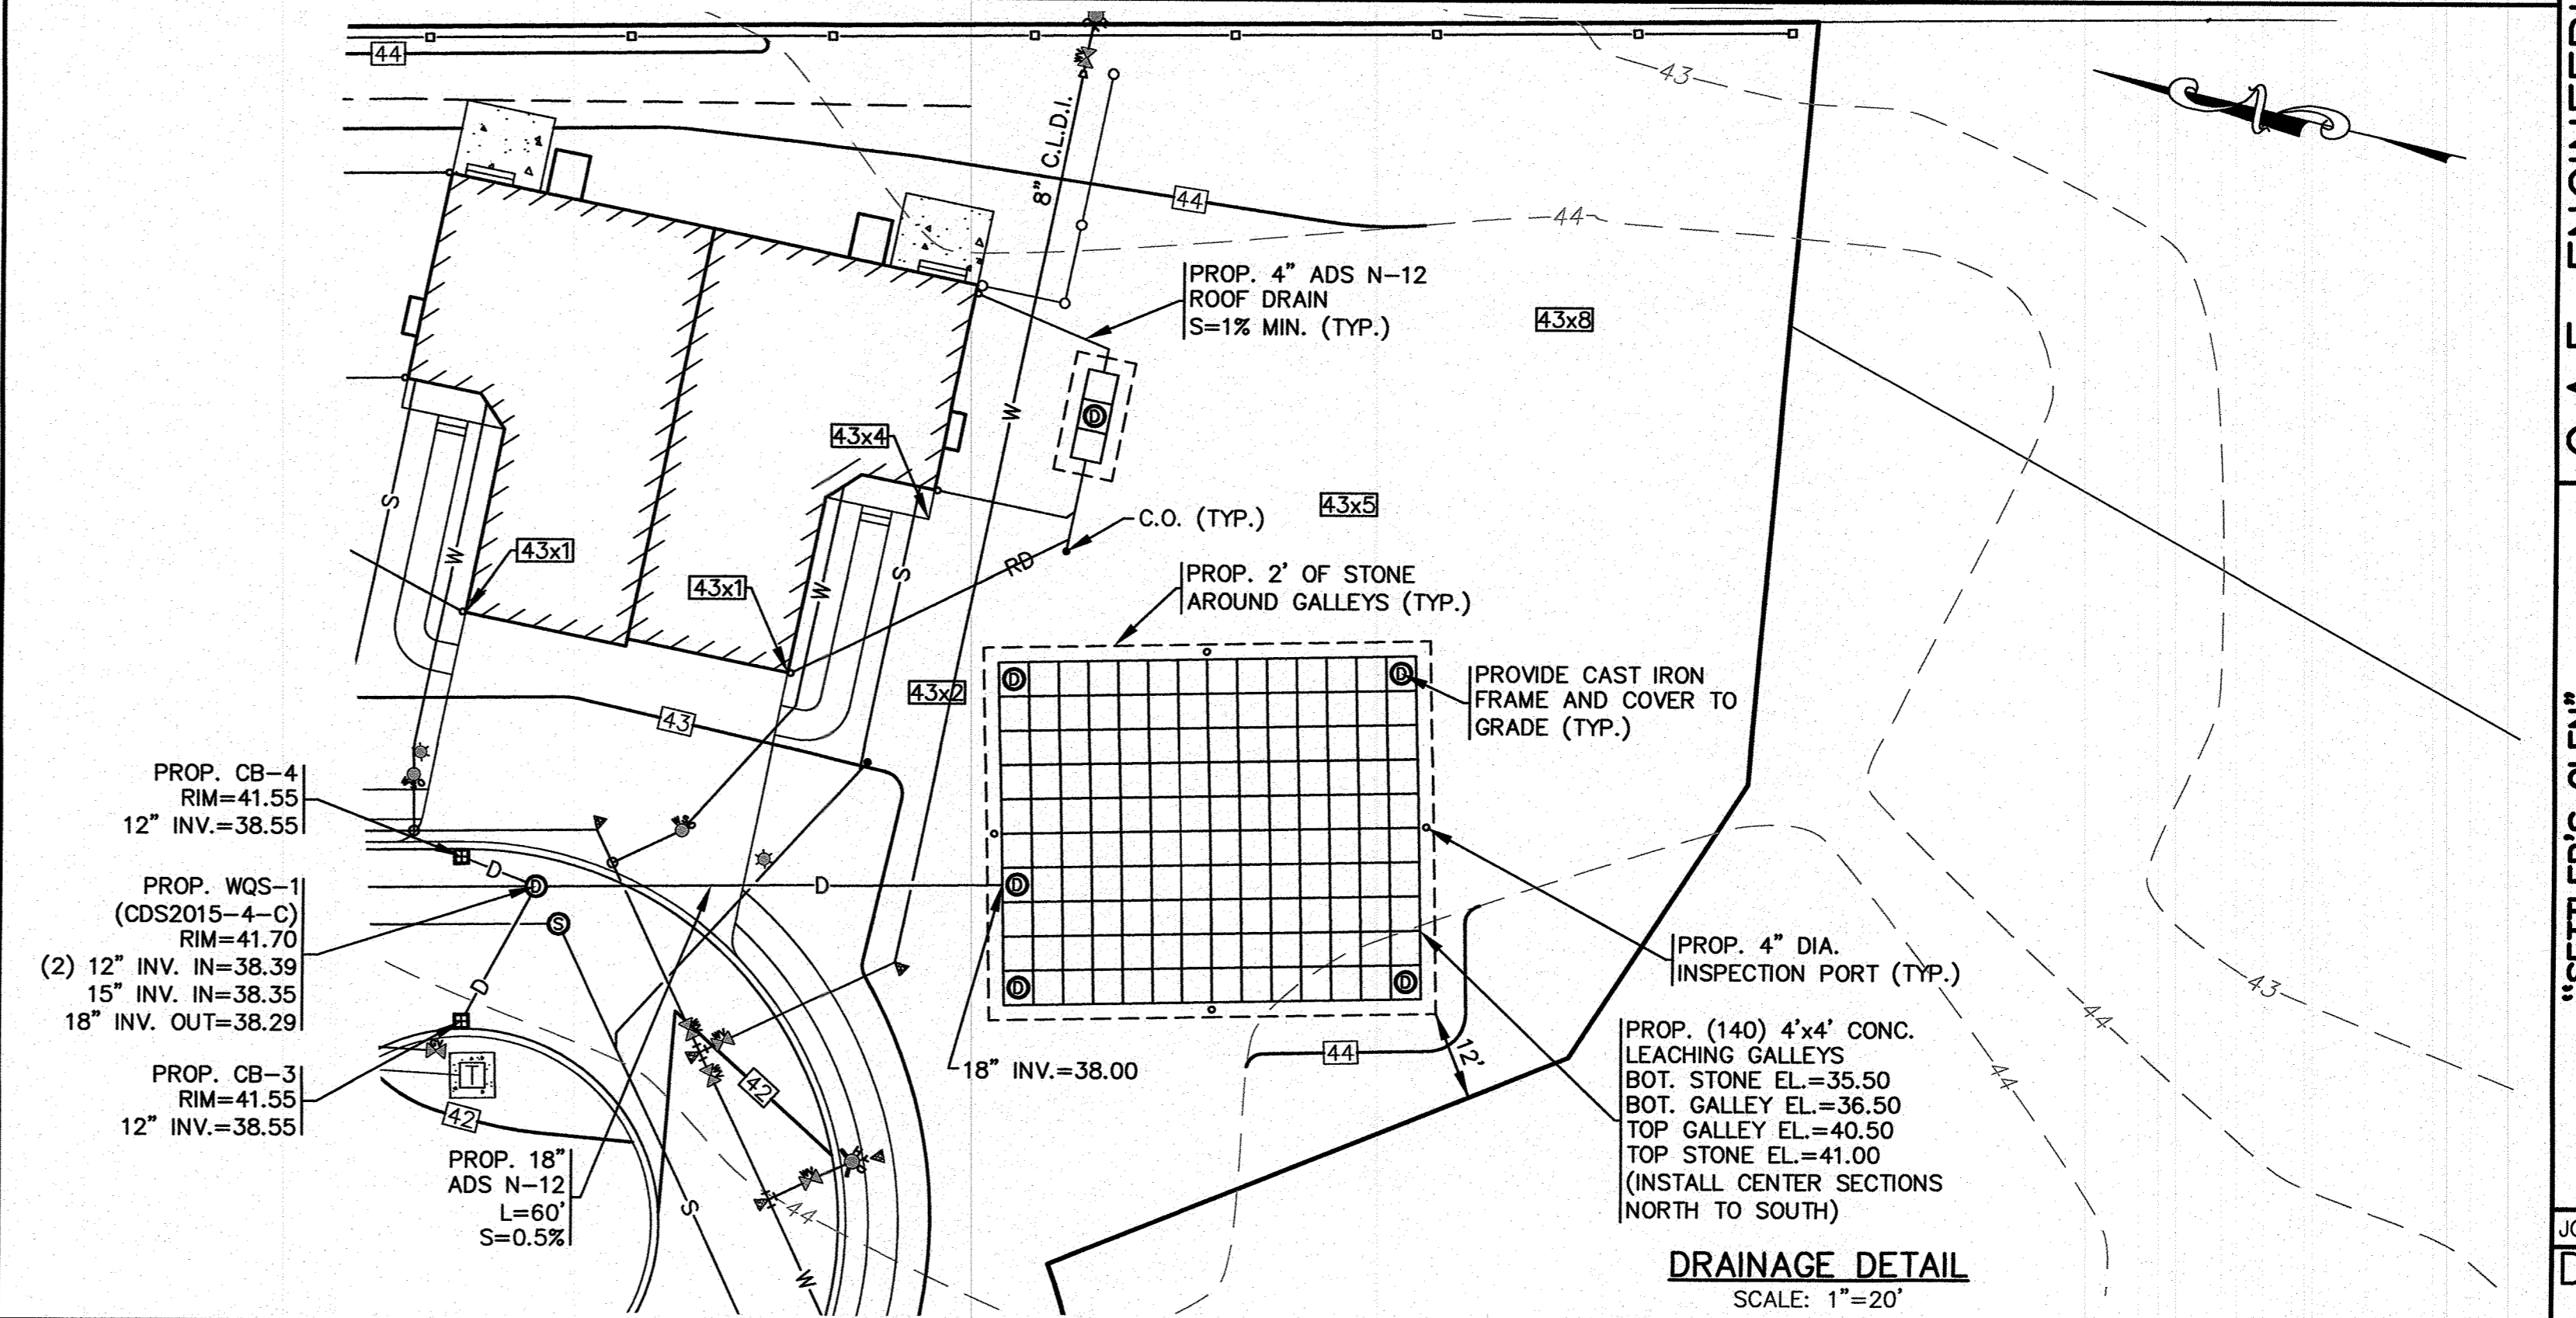 44
43
8" C.L.D.I.
44
44
PROP. 4" ADS N-12
ROOF DRAIN
S=1% MIN. (TYP.)
43x8
W
D
43x4
43x5
S
C.O. (TYP.)
43x1
W
RD
43x1
W
S
PROP. 2' OF STONE
AROUND GALLEYS (TYP.)
43x2
D
D
PROVIDE CAST IRON
FRAME AND COVER TO
GRADE (TYP.)
43
PROP. CB-4
RIM=41.55
12" INV.=38.55
D
PROP. WQS-1
(CDS2015-4-C)
RIM=41.70
(2) 12" INV. IN=38.39
15" INV. IN=38.35
18" INV. OUT=38.29
D
D
D
S
D
PROP. CB-3
RIM=41.55
12" INV.=38.55
T
42
42
PROP. 18"
ADS N-12
L=60'
S=0.5%
S
W
44
D
D
18" INV.=38.00
44
12'
PROP. 4" DIA.
INSPECTION PORT (TYP.)
PROP. (140) 4'x4' CONC.
LEACHING GALLEYS
BOT. STONE EL.=35.50
BOT. GALLEY EL.=36.50
TOP GALLEY EL.=40.50
TOP STONE EL.=41.00
(INSTALL CENTER SECTIONS
NORTH TO SOUTH)
44
44
43
DRAINAGE DETAIL
SCALE: 1"=20'